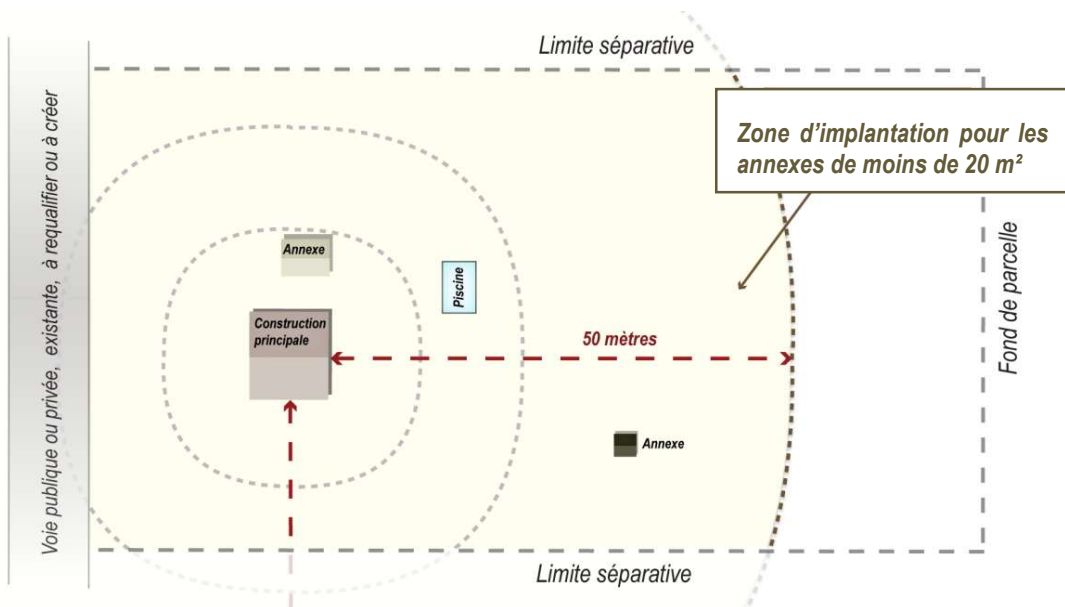 Limite séparative
Voie publique ou privée, existante, à requalifier ou à créer
Zone d’implantation pour les
annexes de moins de 20 m²
Annexe
Piscine
Construction
principale
50 mètres
Fond de parcelle
Annexe
Limite séparative